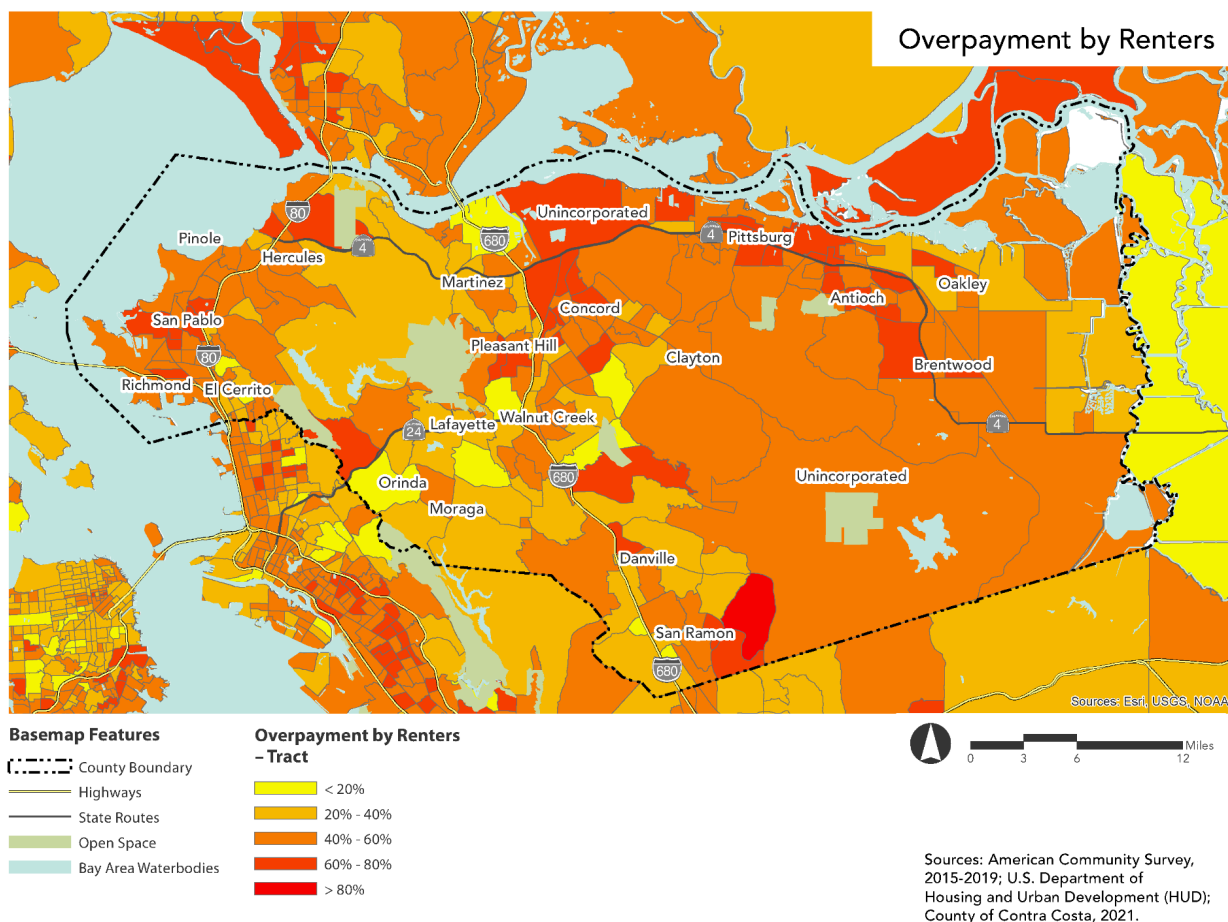 Overpayment by Renters
80
Unincorporated
Pinole
680
4
Pittsburg
Hercules
4
Martinez
Oakley
Antioch
Concord
San Pablo
Pleasant Hill
80
Clayton
Brentwood
Richmond
El Cerrito
Walnut Creek
Lafayette
24
4
680
Unincorporated
Orinda
Moraga
Danville
San Ramon
680
Sources: Esri, USGS, NOAA
Basemap Features
County Boundary
Highways
State Routes
Open Space
Bay Area Waterbodies
Overpayment by Renters
– Tract
< 20%
20% - 40%
40% - 60%
60% - 80%
> 80%
Miles
0 3 6 12
Sources: American Community Survey,
2015-2019; U.S. Department of
Housing and Urban Development (HUD);
County of Contra Costa, 2021.